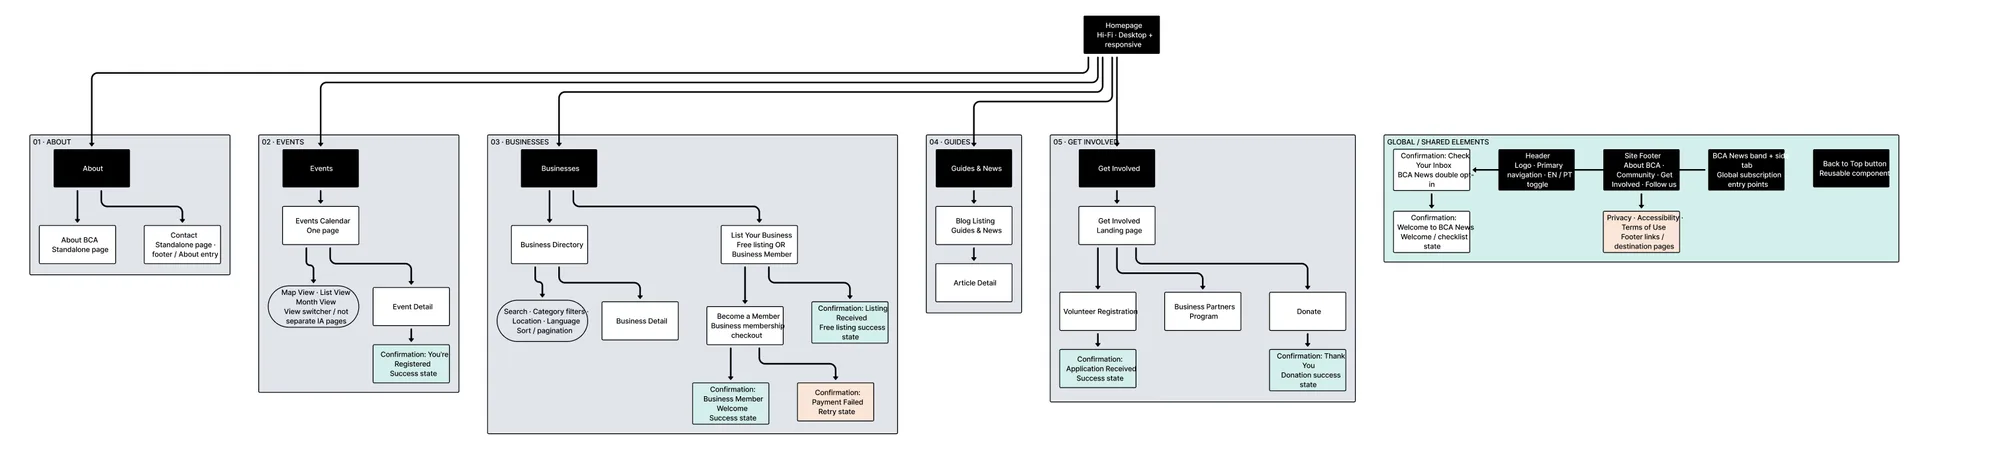 Homepage
Hi-Fi · Desktop +
responsive
01 · ABOUT
About
About BCA
Standalone page
Contact
Standalone page ·
footer / About entry
02 · EVENTS
Events
Events Calendar
One page
Map View · List View ·
Month View
View switcher / not
separate IA pages
Event Detail
Confirmation: You're
Registered
Success state
03 · BUSINESSES
Businesses
Business Directory
Search · Category filters ·
Location · Language
Sort / pagination
Business Detail
List Your Business
Free listing OR
Business Member
Become a Member
Business membership
checkout
Confirmation: Listing
Received
Free listing success
state
Confirmation:
Business Member
Welcome
Success state
Confirmation:
Payment Failed
Retry state
04 · GUIDES
Guides & News
Blog Listing
Guides & News
Article Detail
05 · GET INVOLVED
Get Involved
Get Involved
Landing page
Volunteer Registration
Business Partners
Program
Donate
Confirmation:
Application Received
Success state
Confirmation: Thank
You
Donation success
state
GLOBAL / SHARED ELEMENTS
Confirmation: Check
Your Inbox
BCA News double opt-
in
Confirmation:
Welcome to BCA News
Welcome / checklist
state
Header
Logo · Primary
navigation · EN / PT
toggle
Site Footer
About BCA ·
Community · Get
Involved · Follow us
Privacy · Accessibility ·
Terms of Use
Footer links /
destination pages
BCA News band + side
tab
Global subscription
entry points
Back to Top button
Reusable component